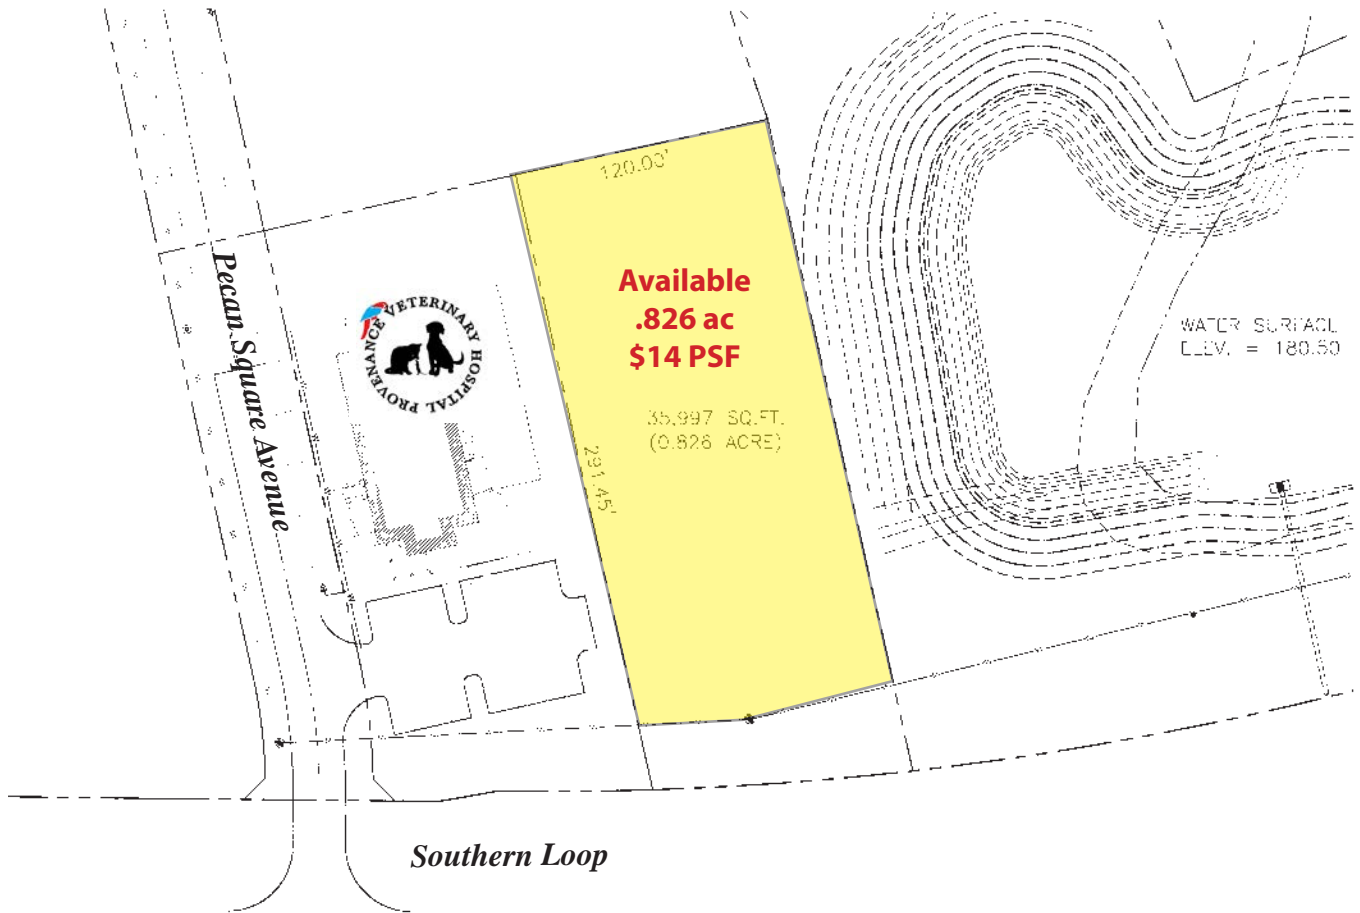 120.00'
Pecan Square Avenue
PROVENANCE VETERINARY HOSPITAL
Available
.826 ac
$14 PSF
35,997 SQ.FT.
(0.826 ACRE)
291.45'
WATER SURFACE
ELEV. = 180.50
Southern Loop